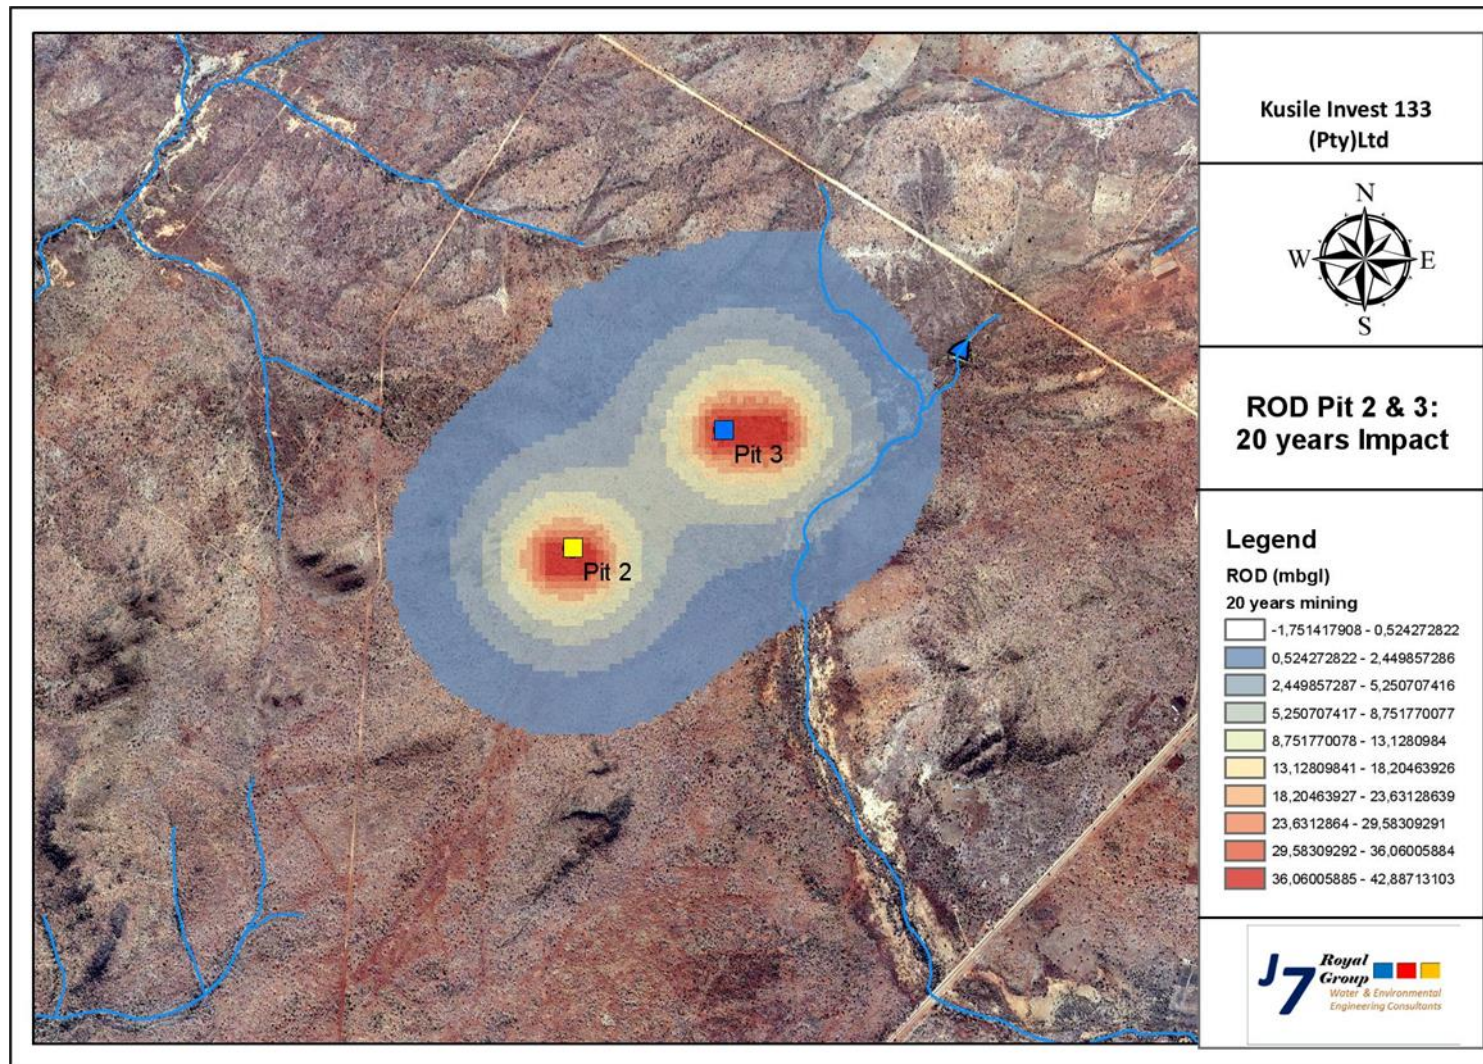 Kusile Invest 133
(Pty)Ltd
N
W E
S
ROD Pit 2 & 3:
20 years Impact
Pit 3
Pit 2
Legend
ROD (mbgl)
20 years mining
-1,751417908 - 0,524272822
0,524272822 - 2,449857286
2,449857287 - 5,250707416
5,250707417 - 8,751770077
8,751770078 - 13,1280984
13,12809841 - 18,20463926
18,20463927 - 23,63128639
23,6312864 - 29,58309291
29,58309292 - 36,06005884
36,06005885 - 42,88713103
J7 Royal
Group
Water & Environmental
Engineering Consultants